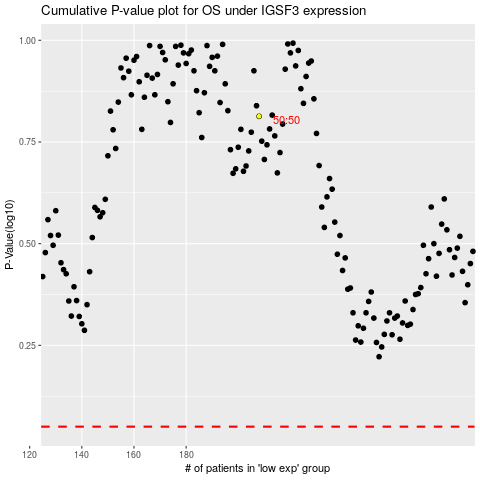 Cumulative P-value plot for OS under IGSF3 expression
1.00
0.75
0.50
0.25
P-Value(log10)
50:50
120 140 160 180
# of patients in 'low exp' group